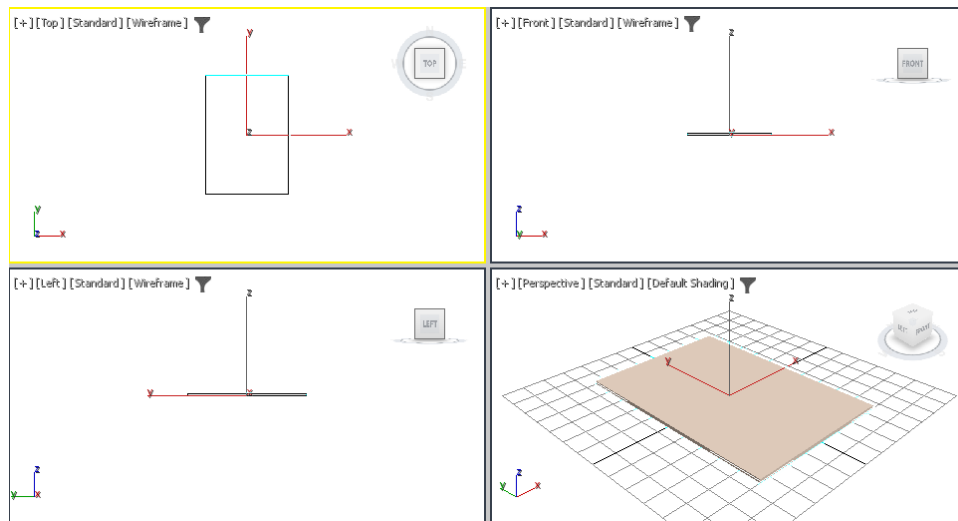 [+] [Top] [Standard] [Wireframe]
y
TOP
z
x
y
z
x
[+] [Front] [Standard] [Wireframe]
z
FRONT
x
z
y
x
[+] [Left] [Standard] [Wireframe]
z
LEFT
y
z
y
x
[+] [Perspective] [Standard] [Default Shading]
z
y
x
z
y
x